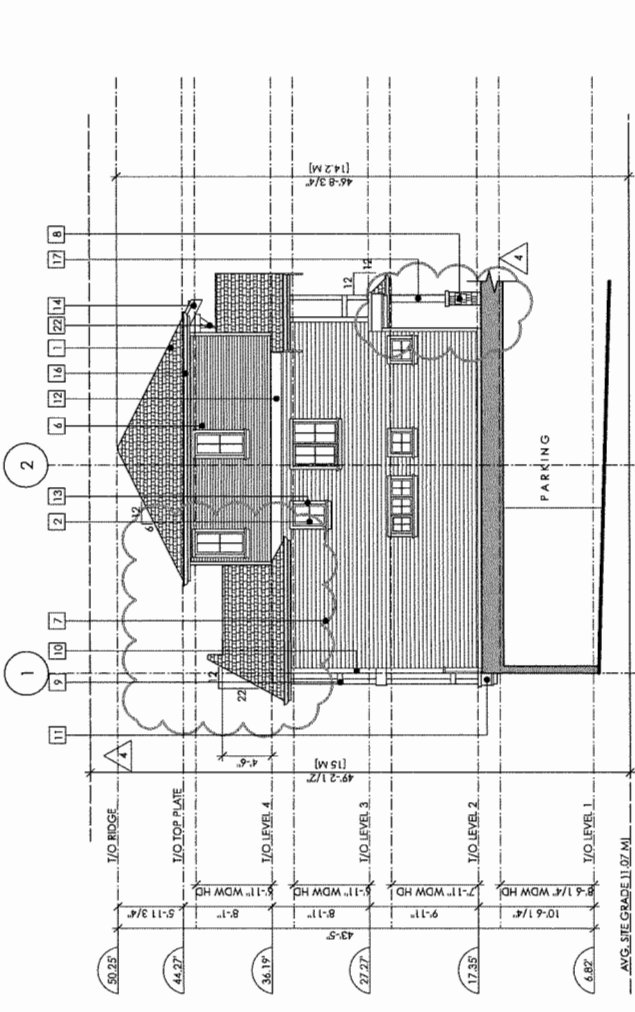 1
2
11
9
10
7
2
13
6
12
16
1
22
14
17
8
4
4
12
6
12
22
12
12
PARKING
46'-8 3/4"
[14.2 M]
49'-2 1/2"
[15 M]
4'-6"
T/O RIDGE
T/O TOP PLATE
T/O LEVEL 4
T/O LEVEL 3
T/O LEVEL 2
T/O LEVEL 1
AVG. SITE GRADE [1.07 M]
6'-11" WDW HD
6'-11" WDW HD
7'-11" WDW HD
8'-6 1/4" WDW HD
5'-11 3/4"
8'-1"
8'-11"
9'-11"
10'-6 1/4"
43'-5"
50.25'
44.27'
36.19'
27.27'
17.35'
6.82'